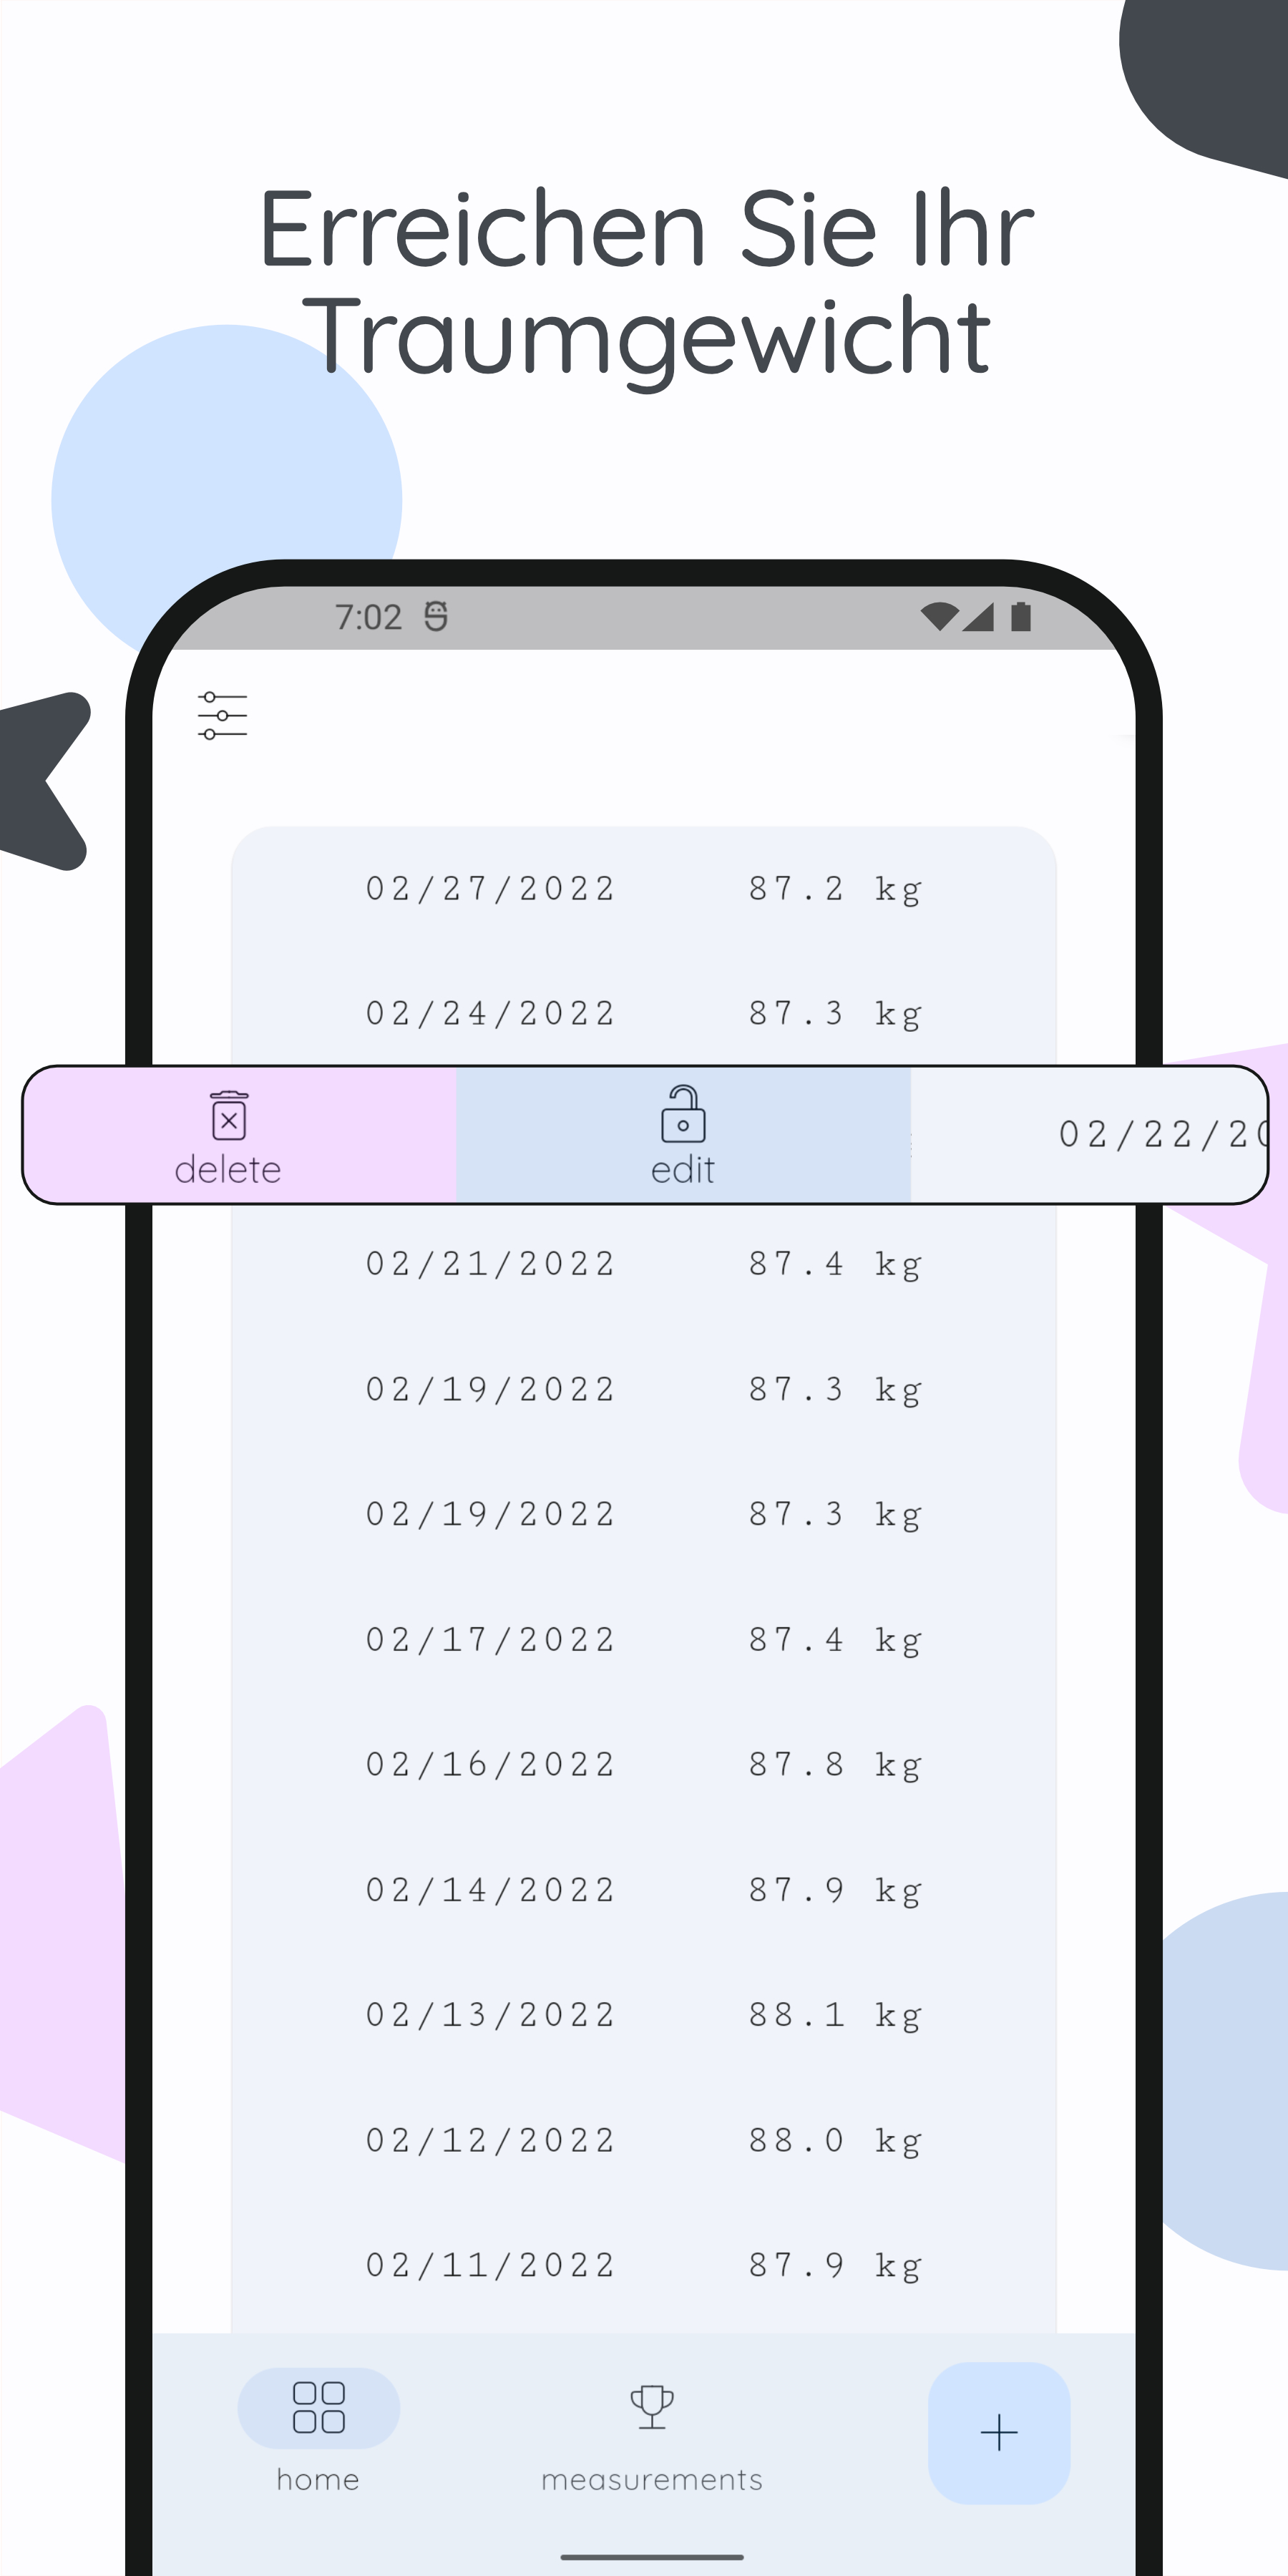 Erreichen Sie Ihr
Traumgewicht
7:02
02/27/2022 87.2 kg
02/24/2022 87.3 kg
delete edit 02/22/20
02/21/2022 87.4 kg
02/19/2022 87.3 kg
02/19/2022 87.3 kg
02/17/2022 87.4 kg
02/16/2022 87.8 kg
02/14/2022 87.9 kg
02/13/2022 88.1 kg
02/12/2022 88.0 kg
02/11/2022 87.9 kg
home measurements